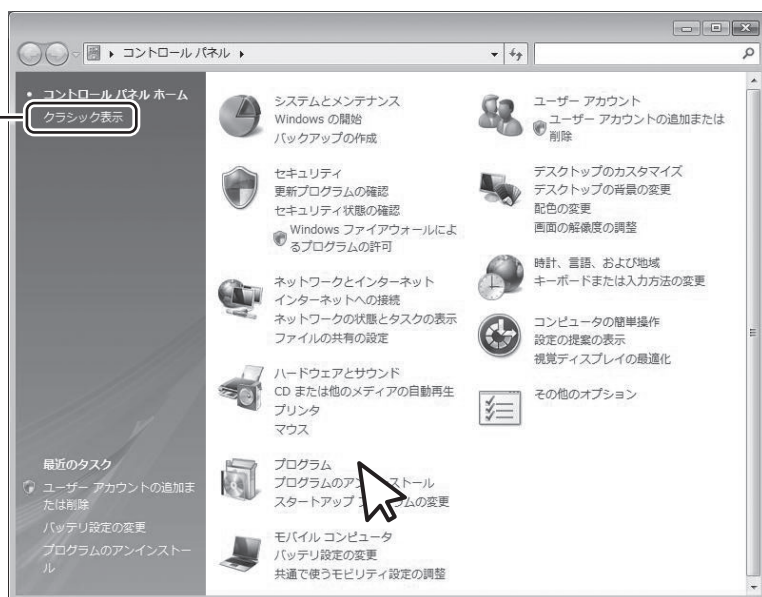 コントロール パネル
コントロール パネル ホーム
クラシック表示
システムとメンテナンス
Windows の開始
バックアップの作成
セキュリティ
更新プログラムの確認
セキュリティ状態の確認
Windows ファイアウォールによ
るプログラムの許可
ネットワークとインターネット
インターネットへの接続
ネットワークの状態とタスクの表示
ファイルの共有の設定
ハードウェアとサウンド
CD または他のメディアの自動再生
プリンタ
マウス
プログラム
プログラムのアン ストール
スタートアップ ムの変更
モバイル コンピュータ
バッテリ設定の変更
共通で使うモビリティ設定の調整
ユーザー アカウント
ユーザー アカウントの追加または
削除
デスクトップのカスタマイズ
デスクトップの背景の変更
配色の変更
画面の解像度の調整
時計、言語、および地域
キーボードまたは入力方法の変更
コンピュータの簡単操作
設定の提案の表示
視覚ディスプレイの最適化
その他のオプション
最近のタスク
ユーザー アカウントの追加ま
たは削除
バッテリ設定の変更
プログラムのアンインストー
ル